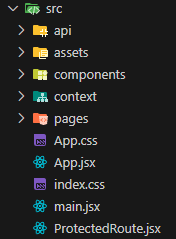 src
api
assets
components
context
pages
App.css
App.jsx
index.css
main.jsx
ProtectedRoute.jsx